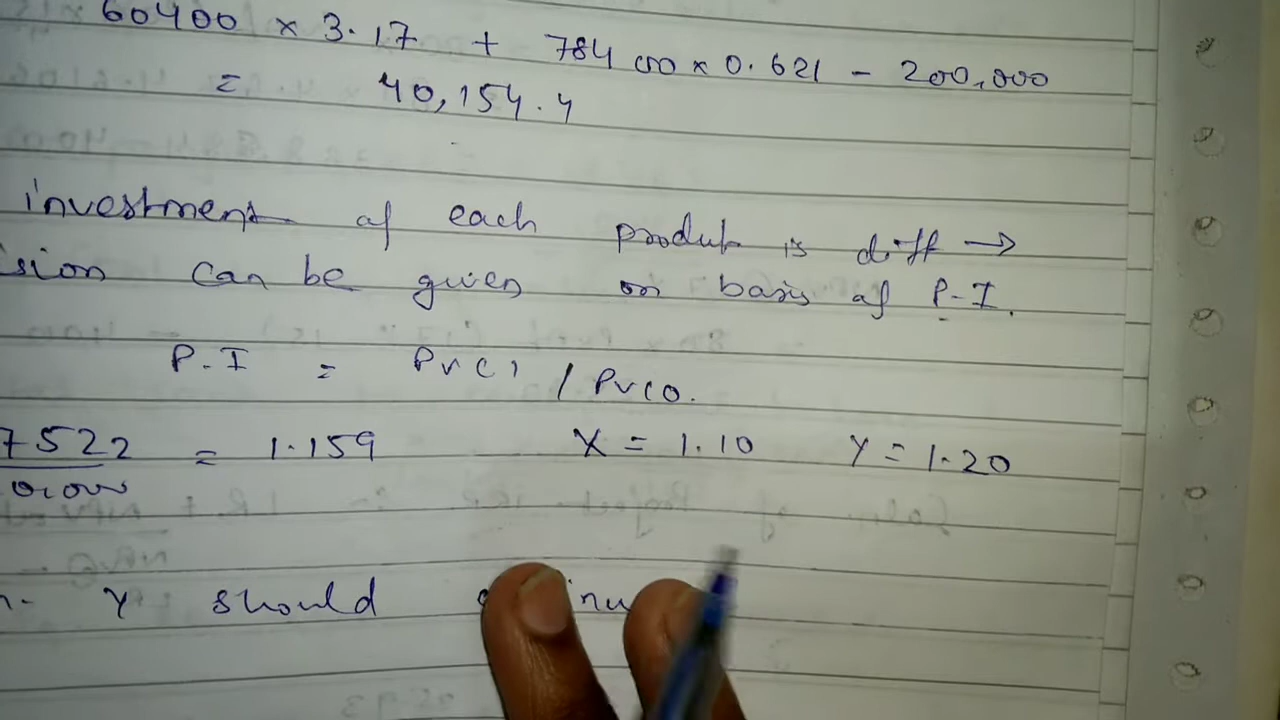 60400 × 3.17 + 78400 × 0.621 - 200,000
= 40,154.4
investment of each produt is diff →
sion can be given on basis of P-I.
P.I = PVCI / PVCO.
7522 = 1.159 X = 1.10 Y = 1.20
Y should